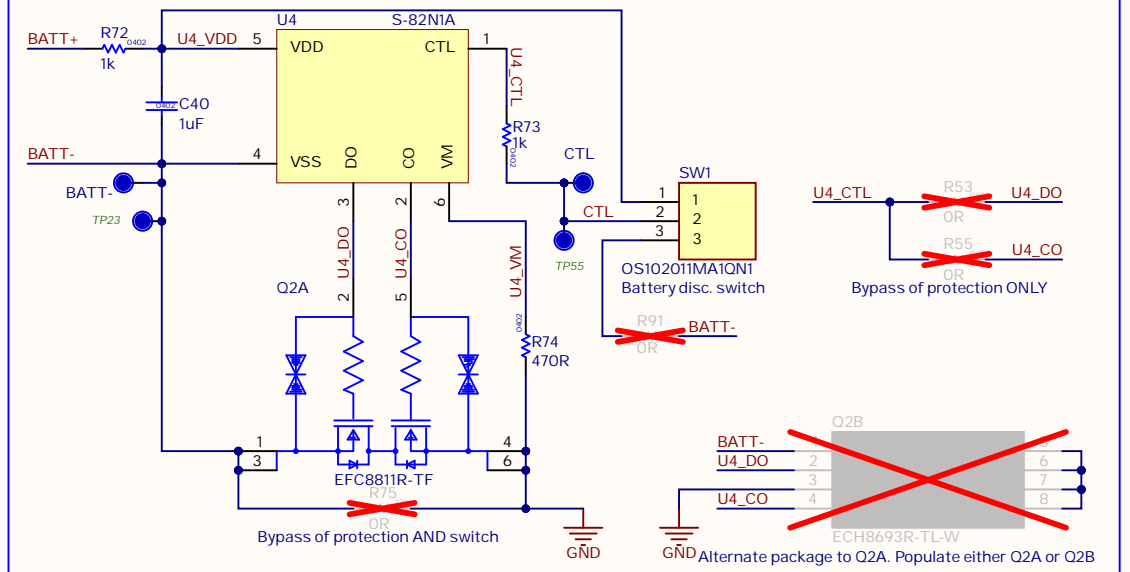 U4
S-82N1A
BATT+
R72
0402
1k
U4_VDD
5
VDD
CTL
1
U4_CTL
C40
0402
1uF
R73
1k
0402
BATT-
4
VSS
DO
CO
VM
CTL
BATT-
TP23
3
2
6
U4_DO
U4_CO
U4_VM
CTL
TP55
SW1
1
1
2
2
3
3
OS102011MA1QN1
Battery disc. switch
R91
0R
BATT-
U4_CTL
R53
0R
U4_DO
R55
0R
U4_CO
Bypass of protection ONLY
Q2A
2
5
0402
R74
470R
1
3
4
6
EFC8811R-TF
R75
0R
Bypass of protection AND switch
GND
Q2B
BATT-
U4_DO
2
3
U4_CO
4
6
7
8
GND
ECH8693R-TL-W
Alternate package to Q2A. Populate either Q2A or Q2B